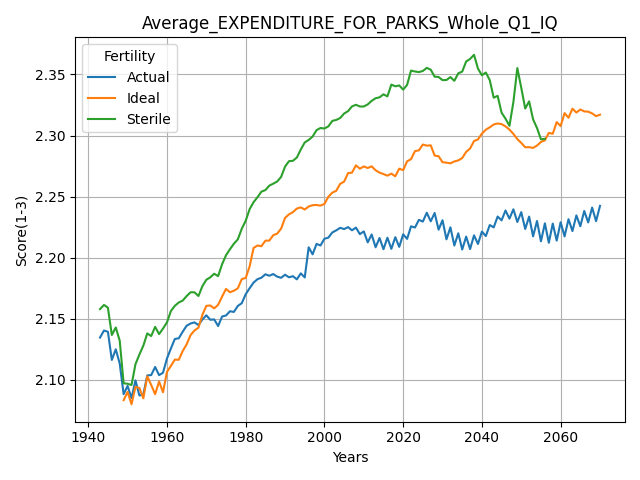 Average_EXPENDITURE_FOR_PARKS_Whole_Q1_IQ
Fertility
Actual
Ideal
Sterile
Score(1-3)
2.35
2.30
2.25
2.20
2.15
2.10
1940 1960 1980 2000 2020 2040 2060
Years